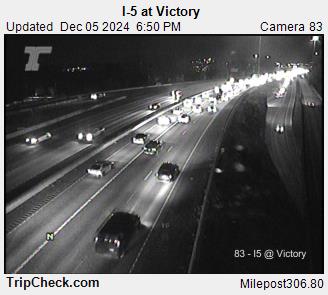 I-5 at Victory
Updated Dec 05 2024 6:50 PM Camera 83
T
N
83 - I5 @ Victory
TripCheck.com Milepost306.80